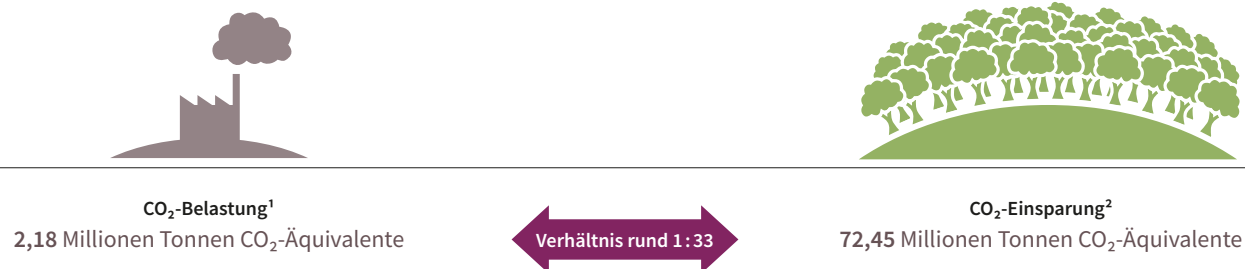 CO₂-Belastung¹
2,18 Millionen Tonnen CO₂-Äquivalente
Verhältnis rund 1:33
CO₂-Einsparung²
72,45 Millionen Tonnen CO₂-Äquivalente